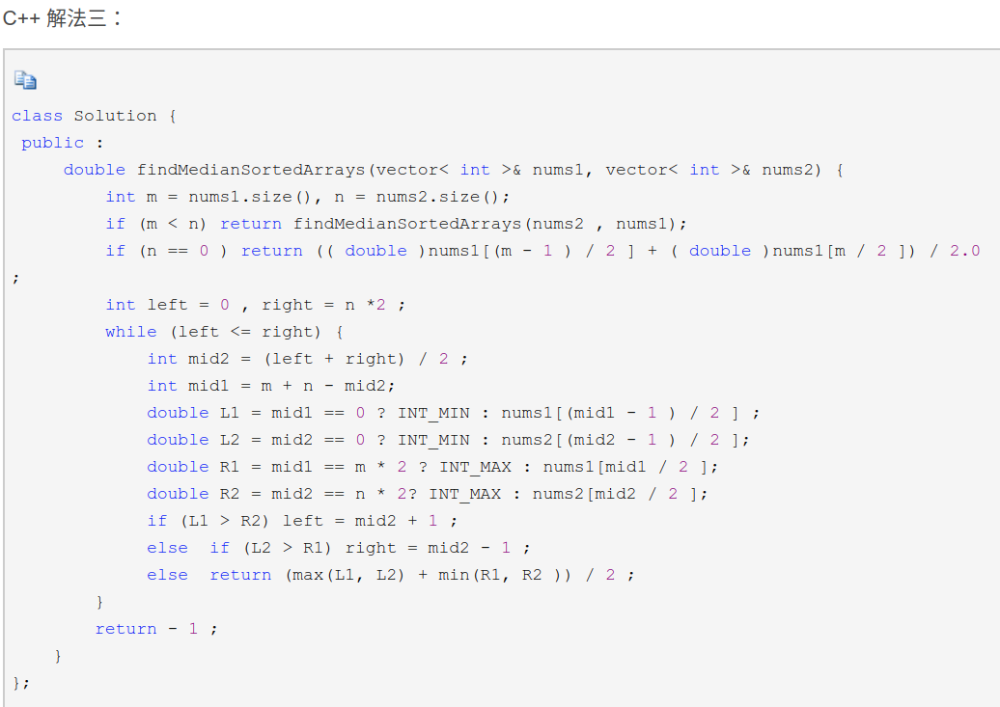 C++ 解法三：
class Solution {
 public :
     double findMedianSortedArrays(vector< int >& nums1, vector< int >& nums2) {
         int m = nums1.size(), n = nums2.size();
         if (m < n) return findMedianSortedArrays(nums2 , nums1);
         if (n == 0 ) return (( double )nums1[(m - 1 ) / 2 ] + ( double )nums1[m / 2 ]) / 2.0
;
         int left = 0 , right = n *2 ;
         while (left <= right) {
             int mid2 = (left + right) / 2 ;
             int mid1 = m + n - mid2;
             double L1 = mid1 == 0 ? INT_MIN : nums1[(mid1 - 1 ) / 2 ] ;
             double L2 = mid2 == 0 ? INT_MIN : nums2[(mid2 - 1 ) / 2 ];
             double R1 = mid1 == m * 2 ? INT_MAX : nums1[mid1 / 2 ];
             double R2 = mid2 == n * 2? INT_MAX : nums2[mid2 / 2 ];
             if (L1 > R2) left = mid2 + 1 ;
             else  if (L2 > R1) right = mid2 - 1 ;
             else  return (max(L1, L2) + min(R1, R2 )) / 2 ;
        }
        return - 1 ;
    }
};